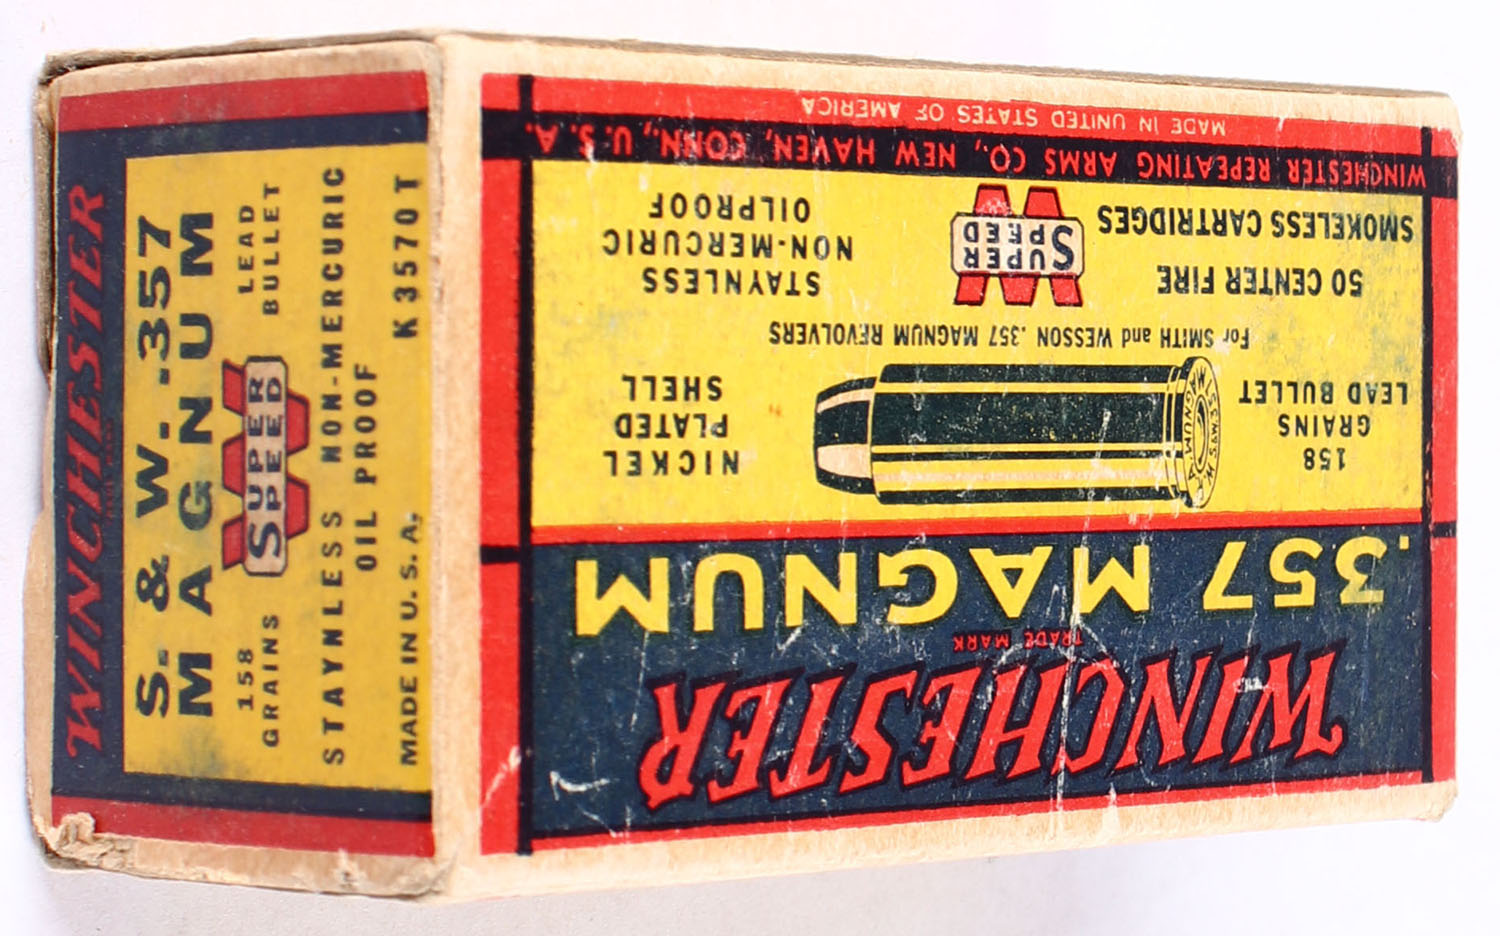 WINCHESTER
TRADE MARK
.357 MAGNUM
158
GRAINS
LEAD BULLET
NICKEL
PLATED
SHELL
For SMITH and WESSON .357 MAGNUM REVOLVERS
50 CENTER FIRE
SMOKELESS CARTRIDGES
SUPER
SPEED
STAYNLESS
NON-MERCURIC
OILPROOF
WINCHESTER REPEATING ARMS CO., NEW HAVEN, CONN., U.S.A.
MADE IN UNITED STATES OF AMERICA
WINCHESTER
TRADE MARK
S. & W. .357
MAGNUM
158
GRAINS
SUPER
SPEED
LEAD
BULLET
STAYNLESS NON-MERCURIC
OIL PROOF
MADE IN U.S.A.
K3570T